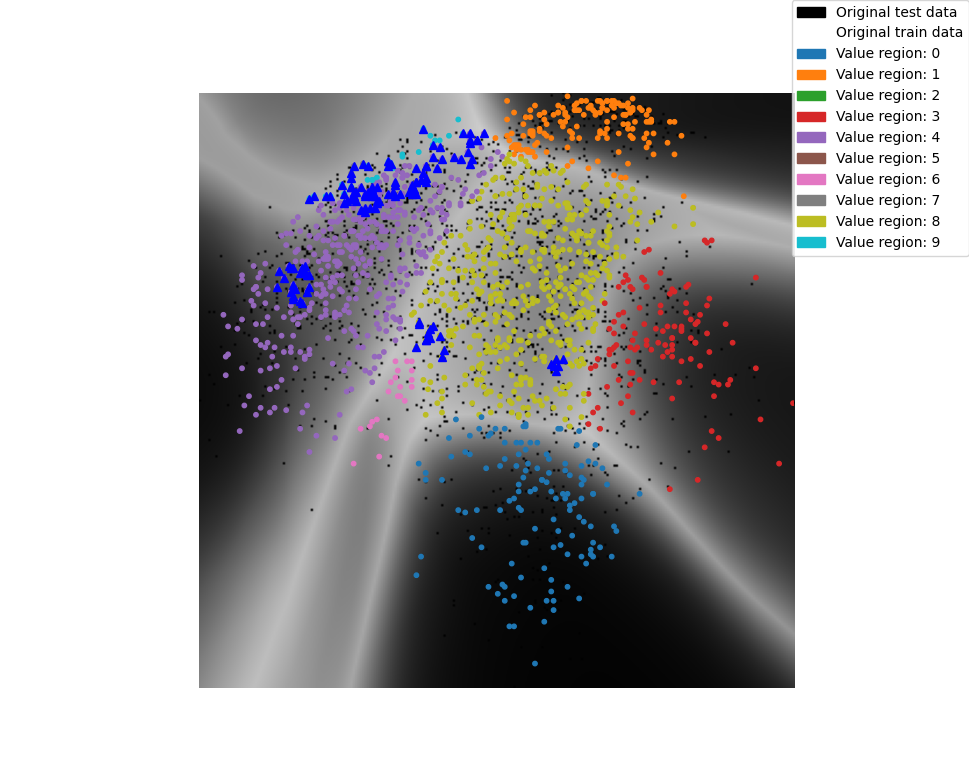 Original test data
Original train data
Value region: 0
Value region: 1
Value region: 2
Value region: 3
Value region: 4
Value region: 5
Value region: 6
Value region: 7
Value region: 8
Value region: 9